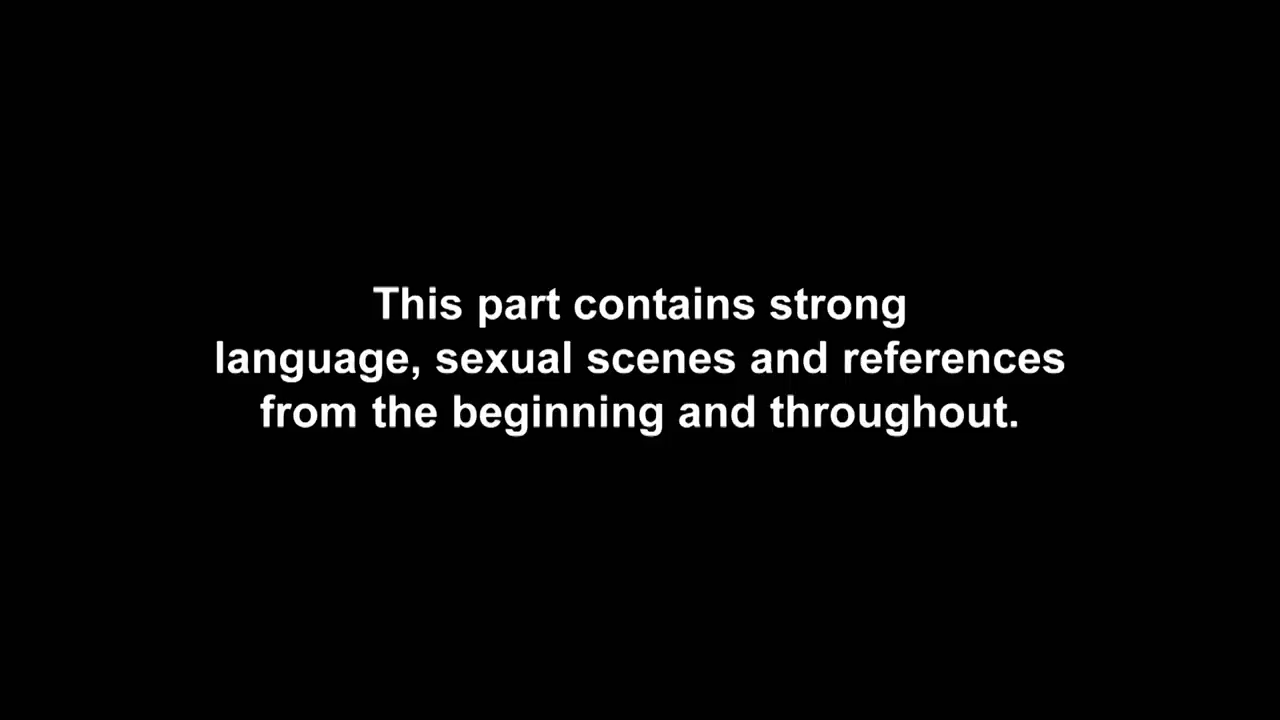 This part contains strong
language, sexual scenes and references
from the beginning and throughout.